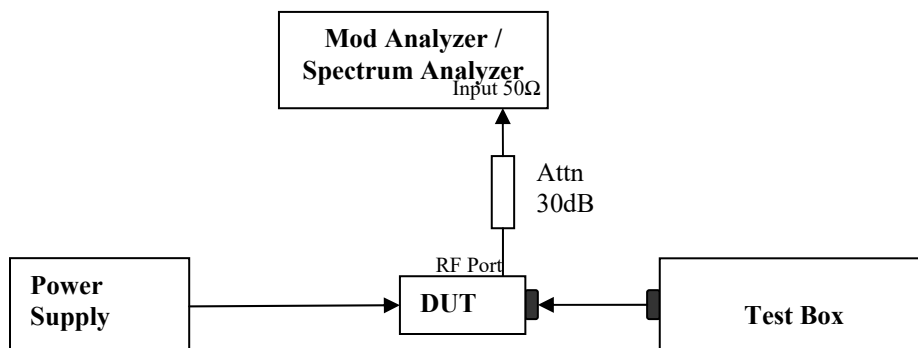 Mod Analyzer /
Spectrum Analyzer
Input 50Ω
Attn
30dB
RF Port
Power
Supply
DUT
Test Box